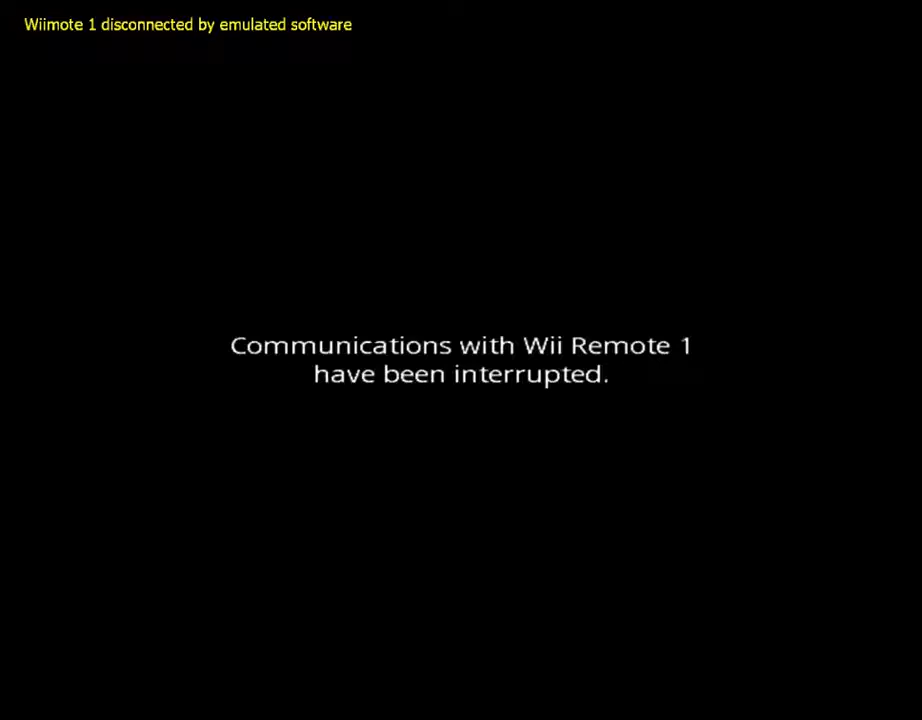 Wiimote 1 disconnected by emulated software
Communications with Wii Remote 1
have been interrupted.